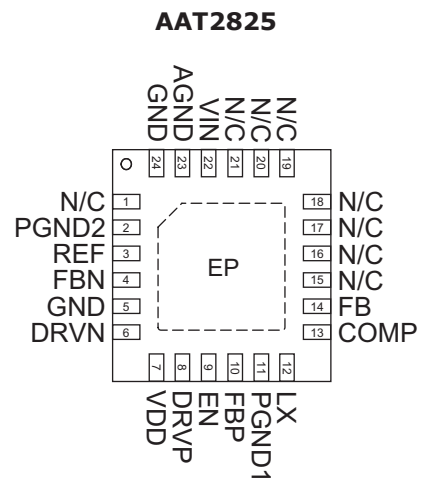 AAT2825
GND
AGND
VIN
N/C
N/C
N/C
24
23
22
21
20
19
N/C 1
PGND2 2
REF 3
FBN 4
GND 5
DRVN 6
EP
18 N/C
17 N/C
16 N/C
15 N/C
14 FB
13 COMP
7
8
9
10
11
12
VDD
DRVP
EN
FBP
PGND1
LX